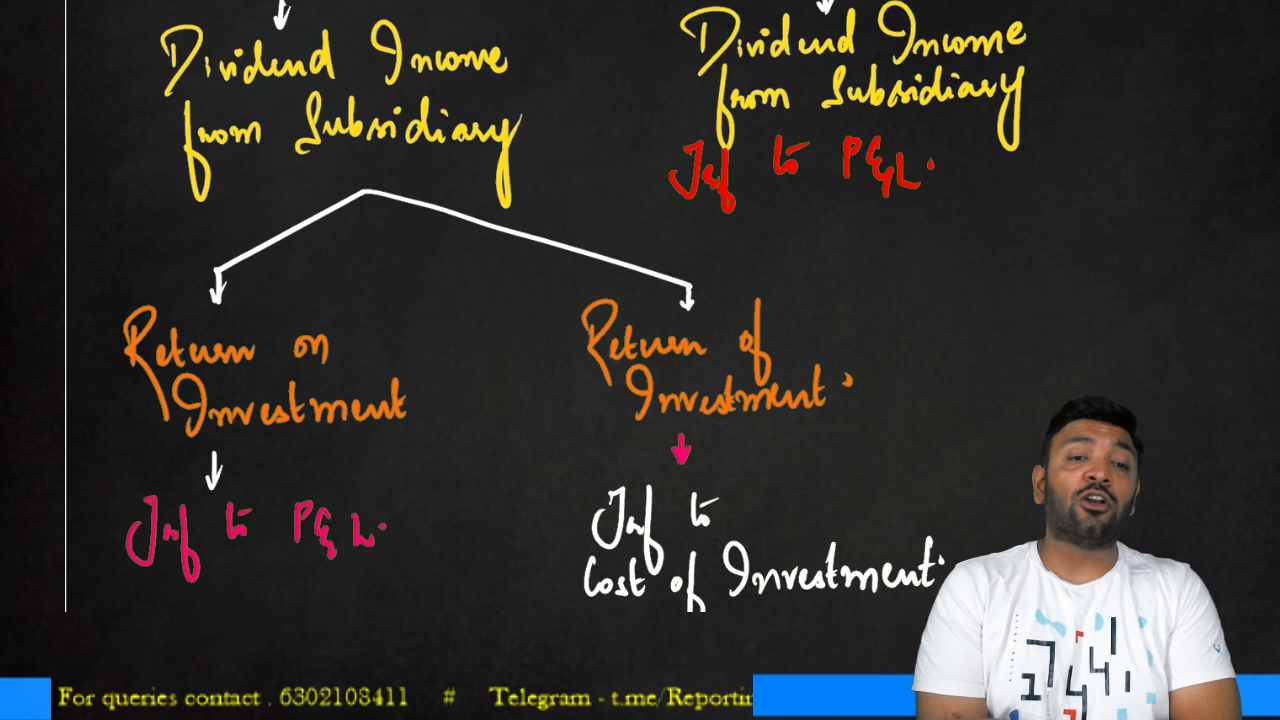 Dividend Income
from Subsidiary
Dividend Income
from Subsidiary
Trf to P&L.
Return on
Investment
Trf to P&L.
Return of
Investment.
Trf to
Cost of Investment.
For queries contact . 6302108411 # Telegram - t.me/Reportin